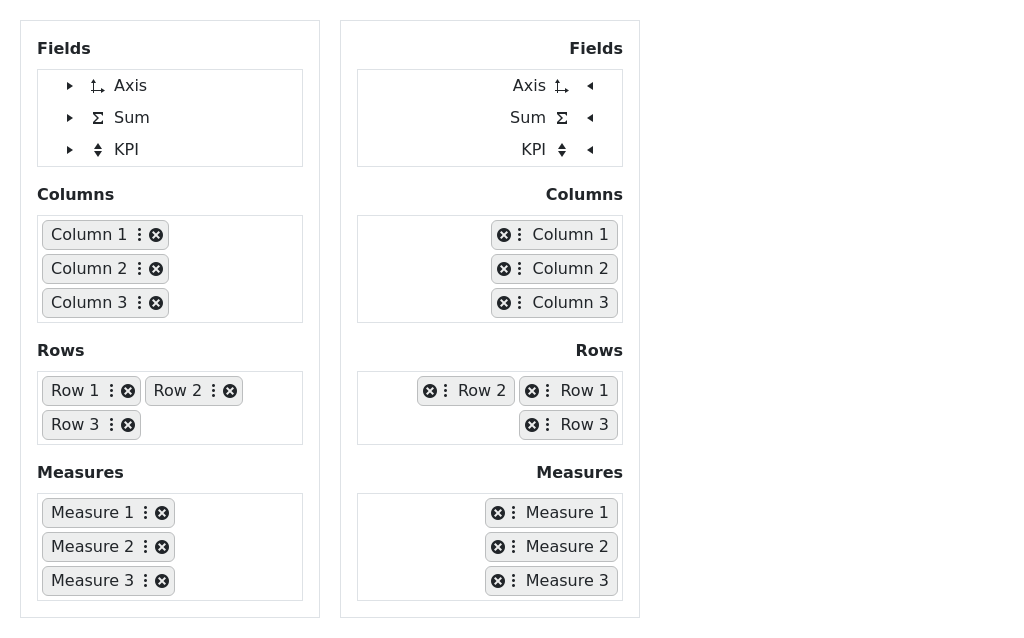 Fields
Axis
Sum
KPI
Columns
Column 1
Column 2
Column 3
Rows
Row 1 Row 2
Row 3
Measures
Measure 1
Measure 2
Measure 3
Fields
Axis
Sum
KPI
Columns
Column 1
Column 2
Column 3
Rows
Row 2 Row 1
Row 3
Measures
Measure 1
Measure 2
Measure 3